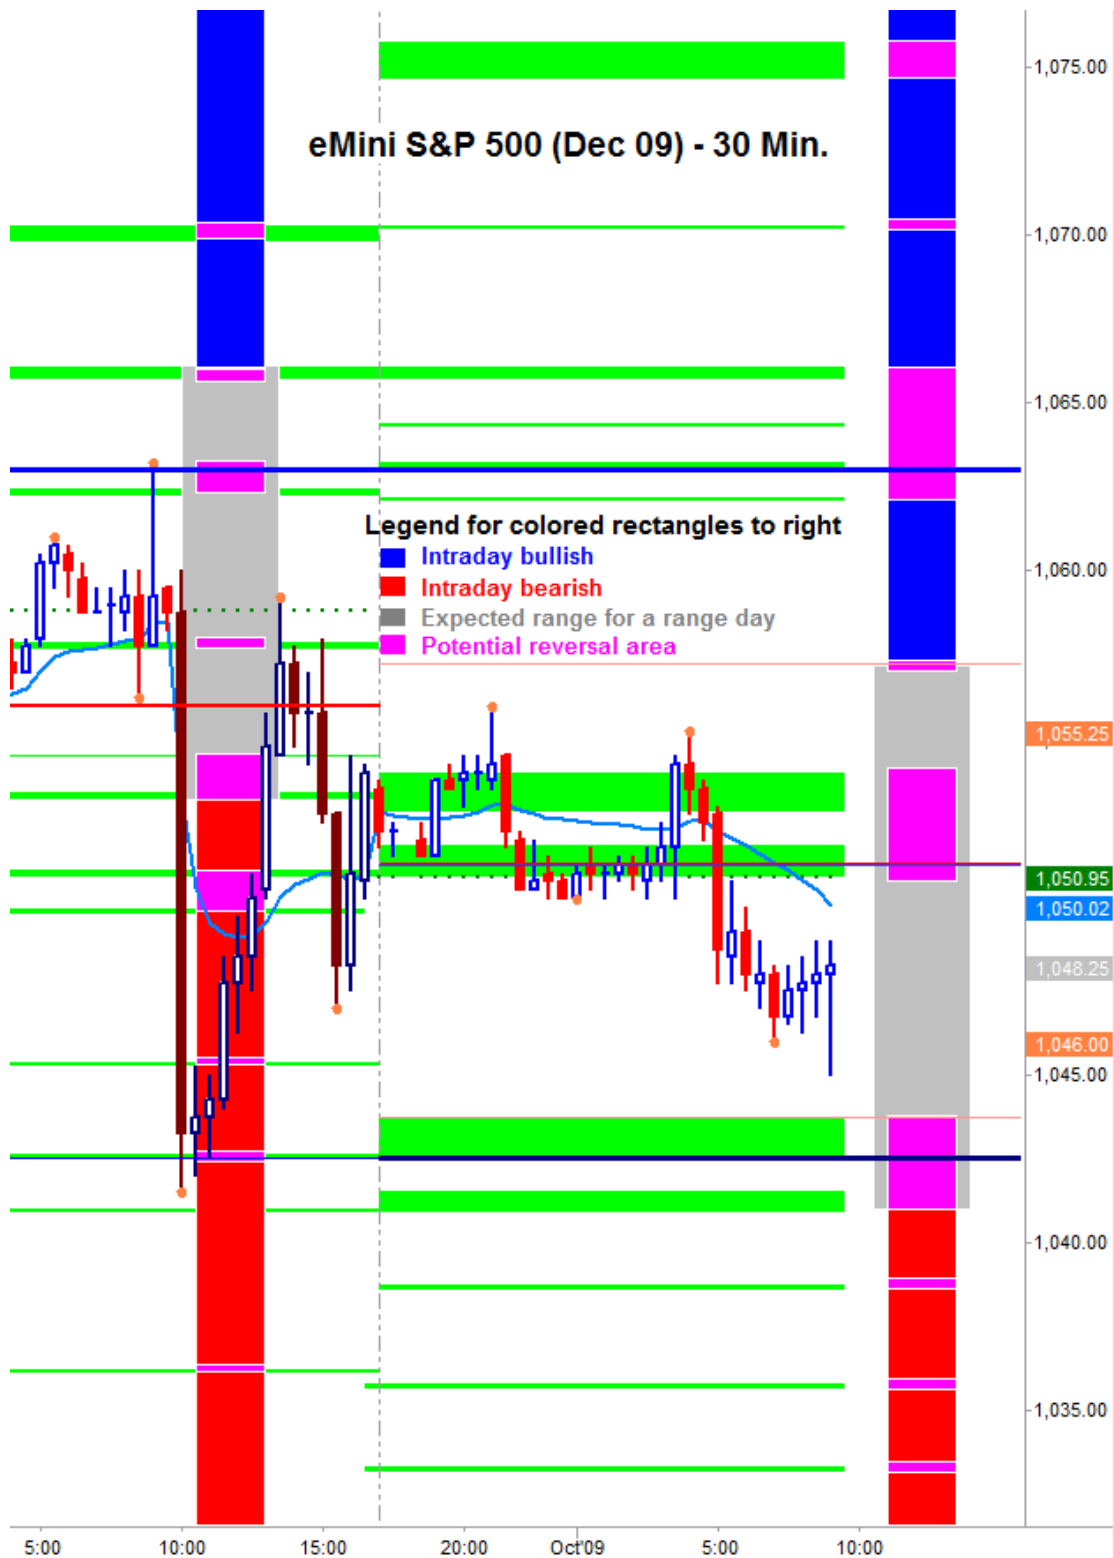 1,075.00
eMini S&P 500 (Dec 09) - 30 Min.
1,070.00
1,065.00
Legend for colored rectangles to right
Intraday bullish
Intraday bearish
Expected range for a range day
Potential reversal area
1,060.00
1,055.25
1,050.95
1,050.02
1,048.25
1,046.00
1,045.00
1,040.00
1,035.00
5:00 10:00 15:00 20:00 Oct'09 5:00 10:00